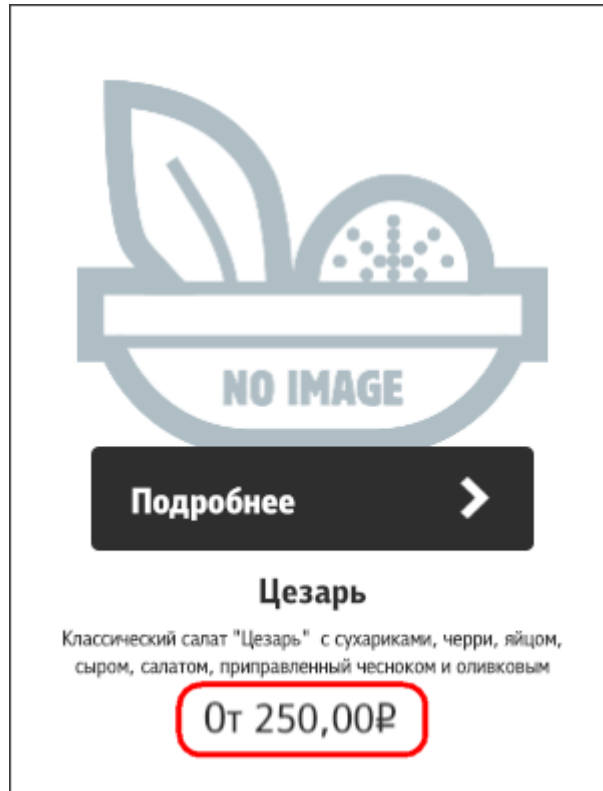 NO IMAGE
Подробнее
Цезарь
Классический салат "Цезарь" с сухариками, черри, яйцом,
сыром, салатом, приправленный чесноком и оливковым
От 250,00₽